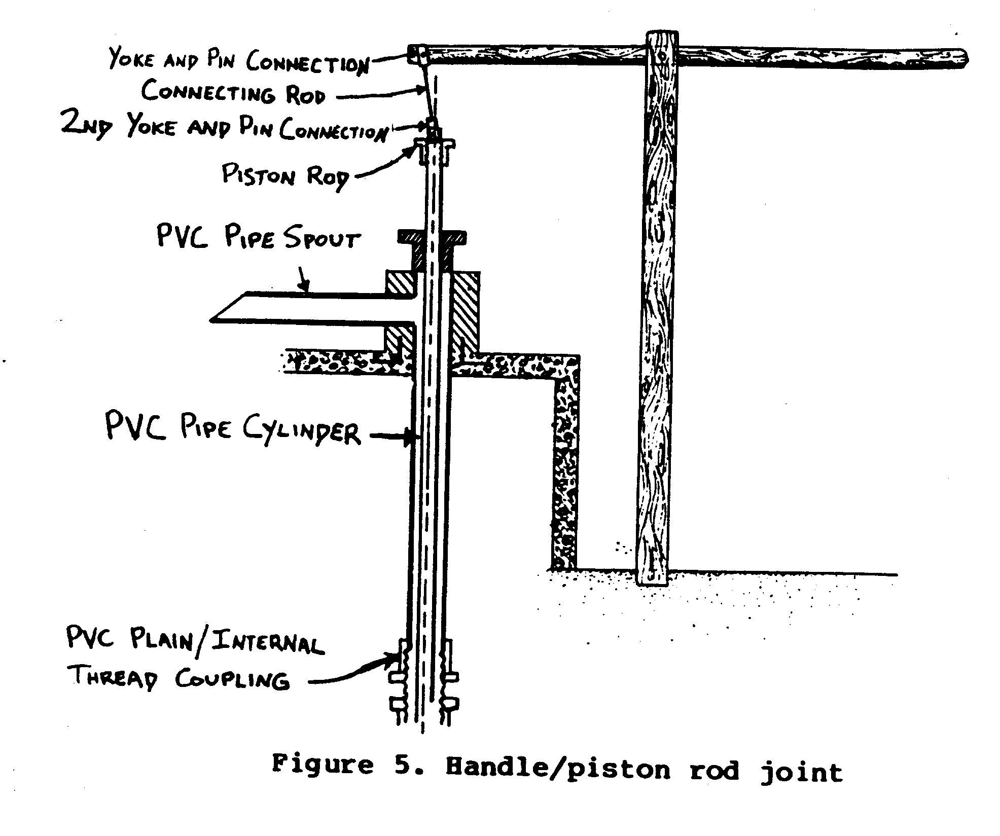 YOKE AND PIN CONNECTION
CONNECTING ROD
2ND YOKE AND PIN CONNECTION
PISTON ROD
PVC PIPE SPOUT
PVC PIPE CYLINDER
PVC PLAIN/INTERNAL
THREAD COUPLING
Figure 5. Handle/piston rod joint